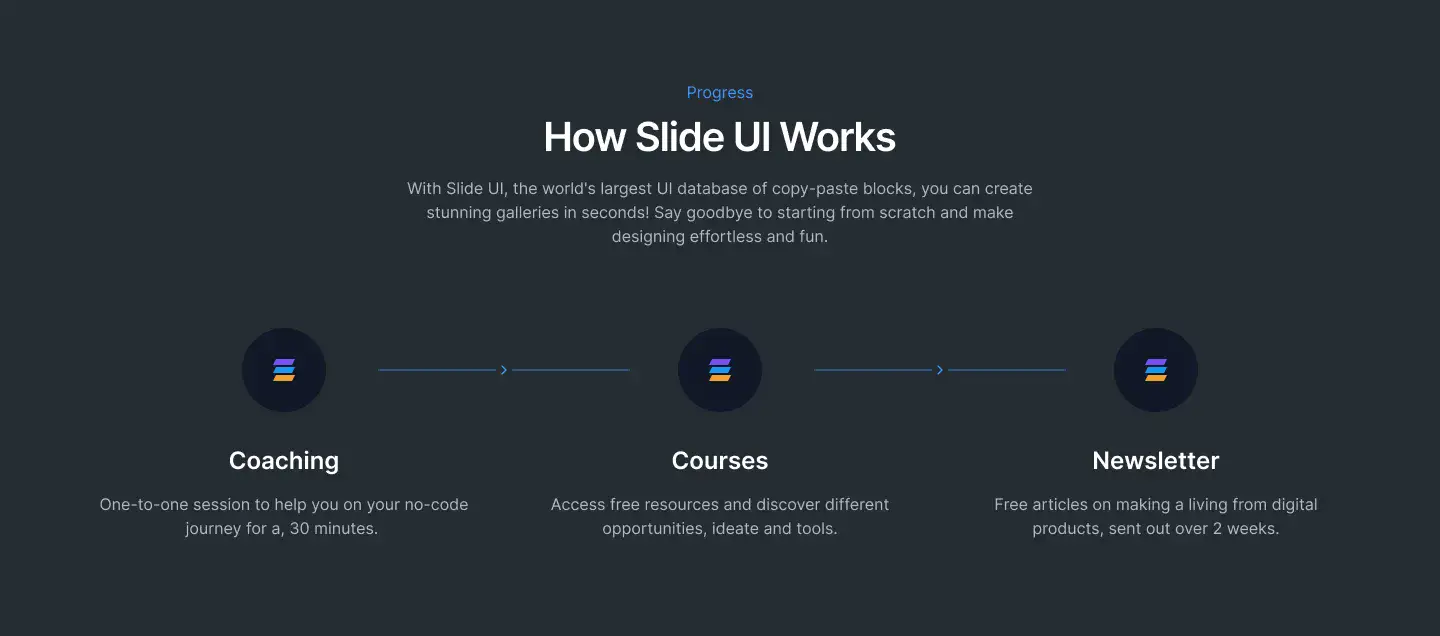 Progress
How Slide UI Works
With Slide UI, the world's largest UI database of copy-paste blocks, you can create
stunning galleries in seconds! Say goodbye to starting from scratch and make
designing effortless and fun.
Coaching
One-to-one session to help you on your no-code
journey for a, 30 minutes.
Courses
Access free resources and discover different
opportunities, ideate and tools.
Newsletter
Free articles on making a living from digital
products, sent out over 2 weeks.